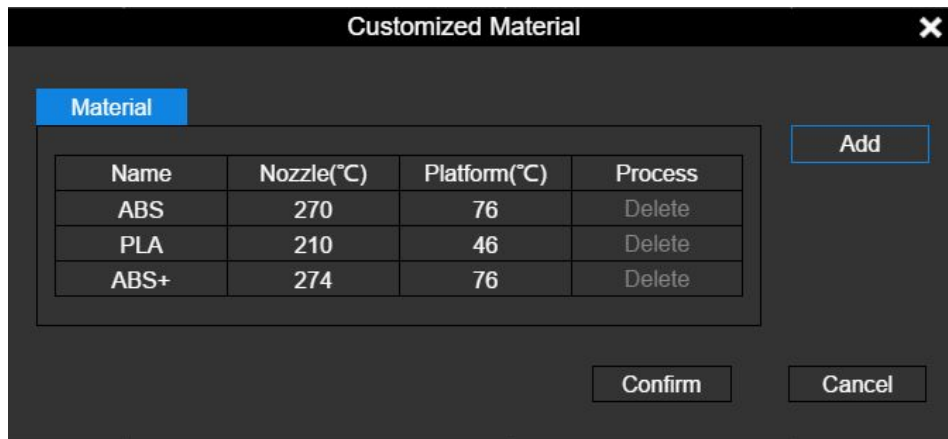 Customized Material
Material
Add
Name Nozzle(℃) Platform(℃) Process
ABS 270 76 Delete
PLA 210 46 Delete
ABS+ 274 76 Delete
Confirm Cancel